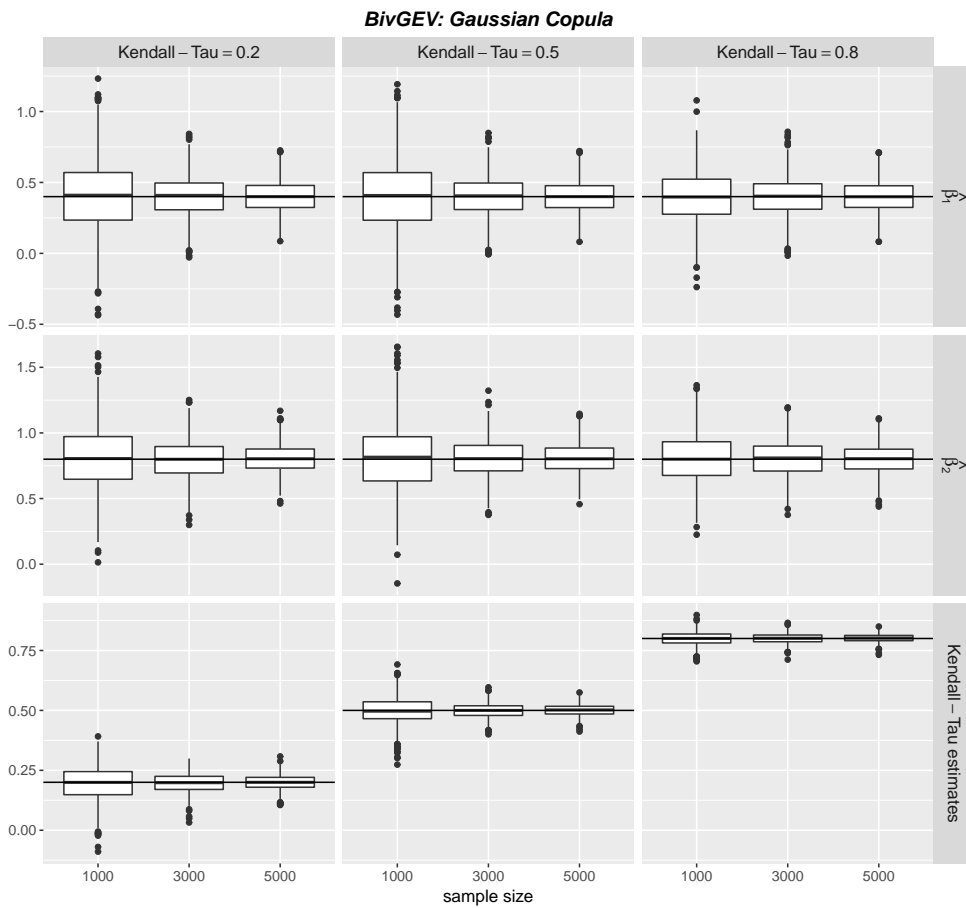 BivGEV: Gaussian Copula
Kendall − Tau = 0.2
Kendall − Tau = 0.5
Kendall − Tau = 0.8
1.0
0.5
0.0
−0.5
β̂₁
1.5
1.0
0.5
0.0
β̂₂
0.75
0.50
0.25
0.00
Kendall − Tau estimates
1000 3000 5000 1000 3000 5000 1000 3000 5000
sample size